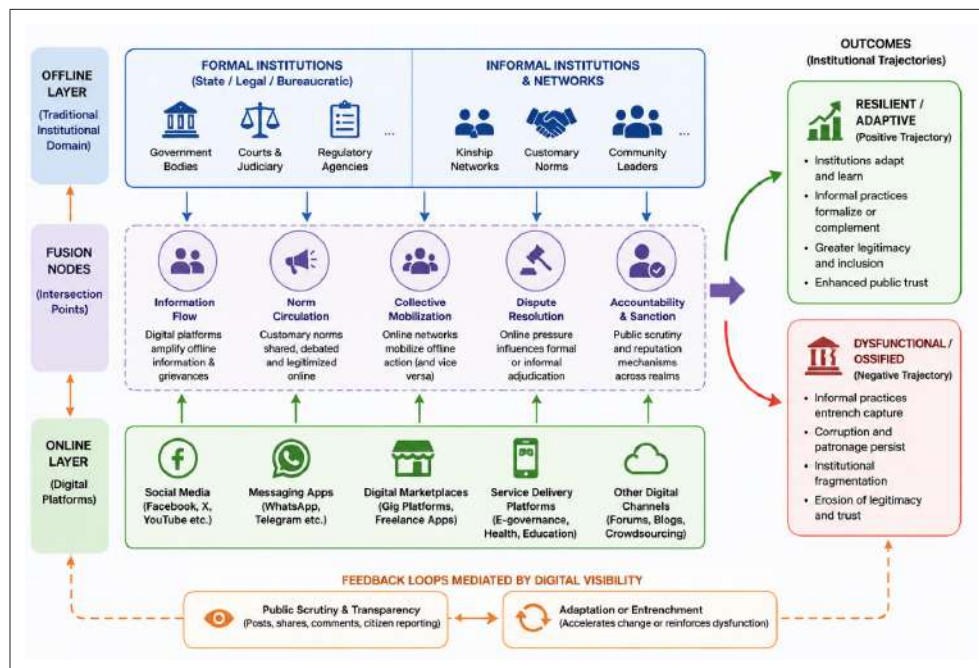 OFFLINE
LAYER
(Traditional
Institutional
Domain)
FORMAL INSTITUTIONS
(State / Legal / Bureaucratic)
Government
Bodies
Courts &
Judiciary
Regulatory
Agencies
...
INFORMAL INSTITUTIONS
& NETWORKS
Kinship
Networks
Customary
Norms
Community
Leaders
...
FUSION
NODES
(Intersection
Points)
Information
Flow
Digital platforms
amplify offline
information &
grievances
Norm
Circulation
Customary norms
shared, debated
and legitimized
online
Collective
Mobilization
Online networks
mobilize offline
action (and vice
versa)
Dispute
Resolution
Online pressure
influences formal
or informal
adjudication
Accountability
& Sanction
Public scrutiny
and reputation
mechanisms
across realms
ONLINE
LAYER
(Digital
Platforms)
Social Media
(Facebook, X,
YouTube etc.)
Messaging Apps
(WhatsApp,
Telegram etc.)
Digital Marketplaces
(Gig Platforms,
Freelance Apps)
Service Delivery
Platforms
(E-governance,
Health, Education)
Other Digital
Channels
(Forums, Blogs,
Crowdsourcing)
OUTCOMES
(Institutional Trajectories)
RESILIENT /
ADAPTIVE
(Positive Trajectory)
• Institutions adapt
and learn
• Informal practices
formalize or
complement
• Greater legitimacy
and inclusion
• Enhanced public trust
DYSFUNCTIONAL /
OSSIFIED
(Negative Trajectory)
• Informal practices
entrench capture
• Corruption and
patronage persist
• Institutional
fragmentation
• Erosion of legitimacy
and trust
FEEDBACK LOOPS MEDIATED BY DIGITAL VISIBILITY
Public Scrutiny & Transparency
(Posts, shares, comments, citizen reporting)
Adaptation or Entrenchment
(Accelerates change or reinforces dysfunction)